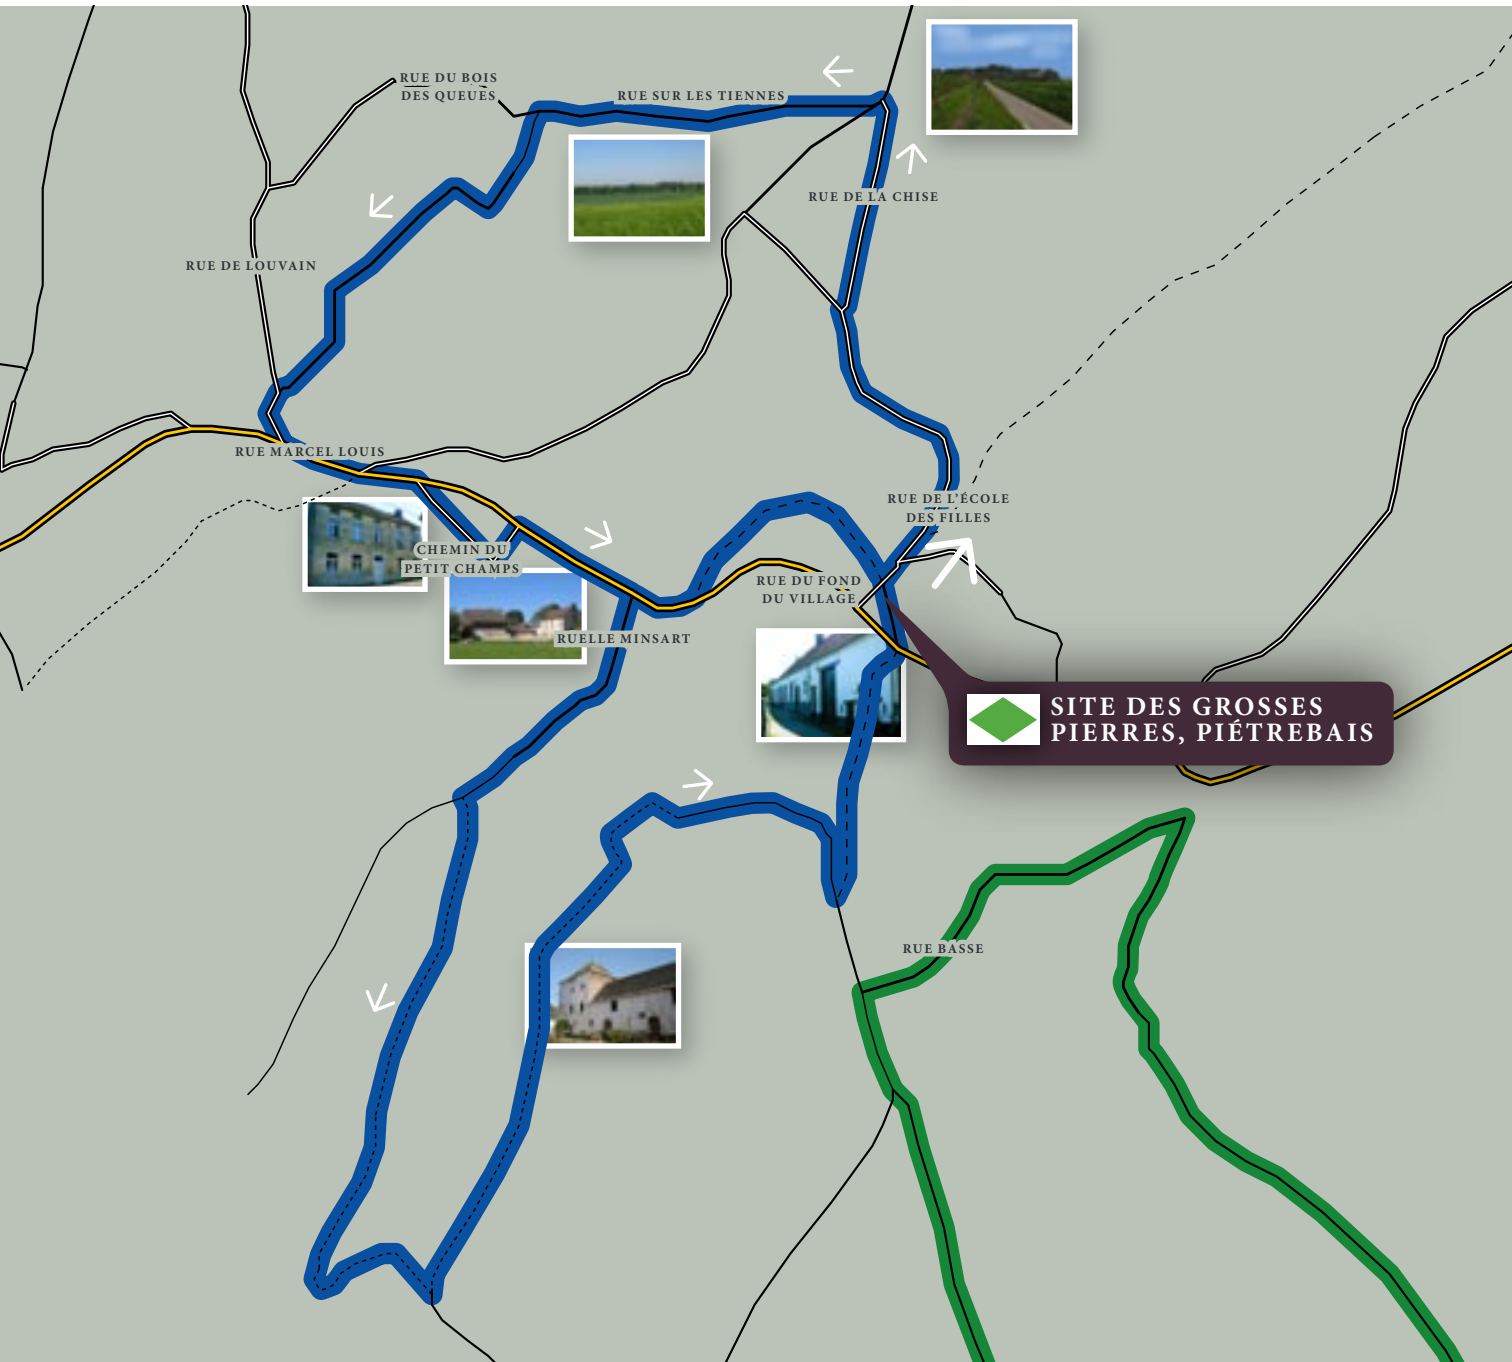 RUE DU BOIS
DES QUEUES
RUE SUR LES TIENNES
RUE DE LA CHISE
RUE DE LOUVAIN
RUE MARCEL LOUIS
RUE DE L'ÉCOLE
DES FILLES
CHEMIN DU
PETIT CHAMPS
RUE DU FOND
DU VILLAGE
RUELLE MINSART
SITE DES GROSSES
PIERRES, PIÉTREBAIS
RUE BASSE